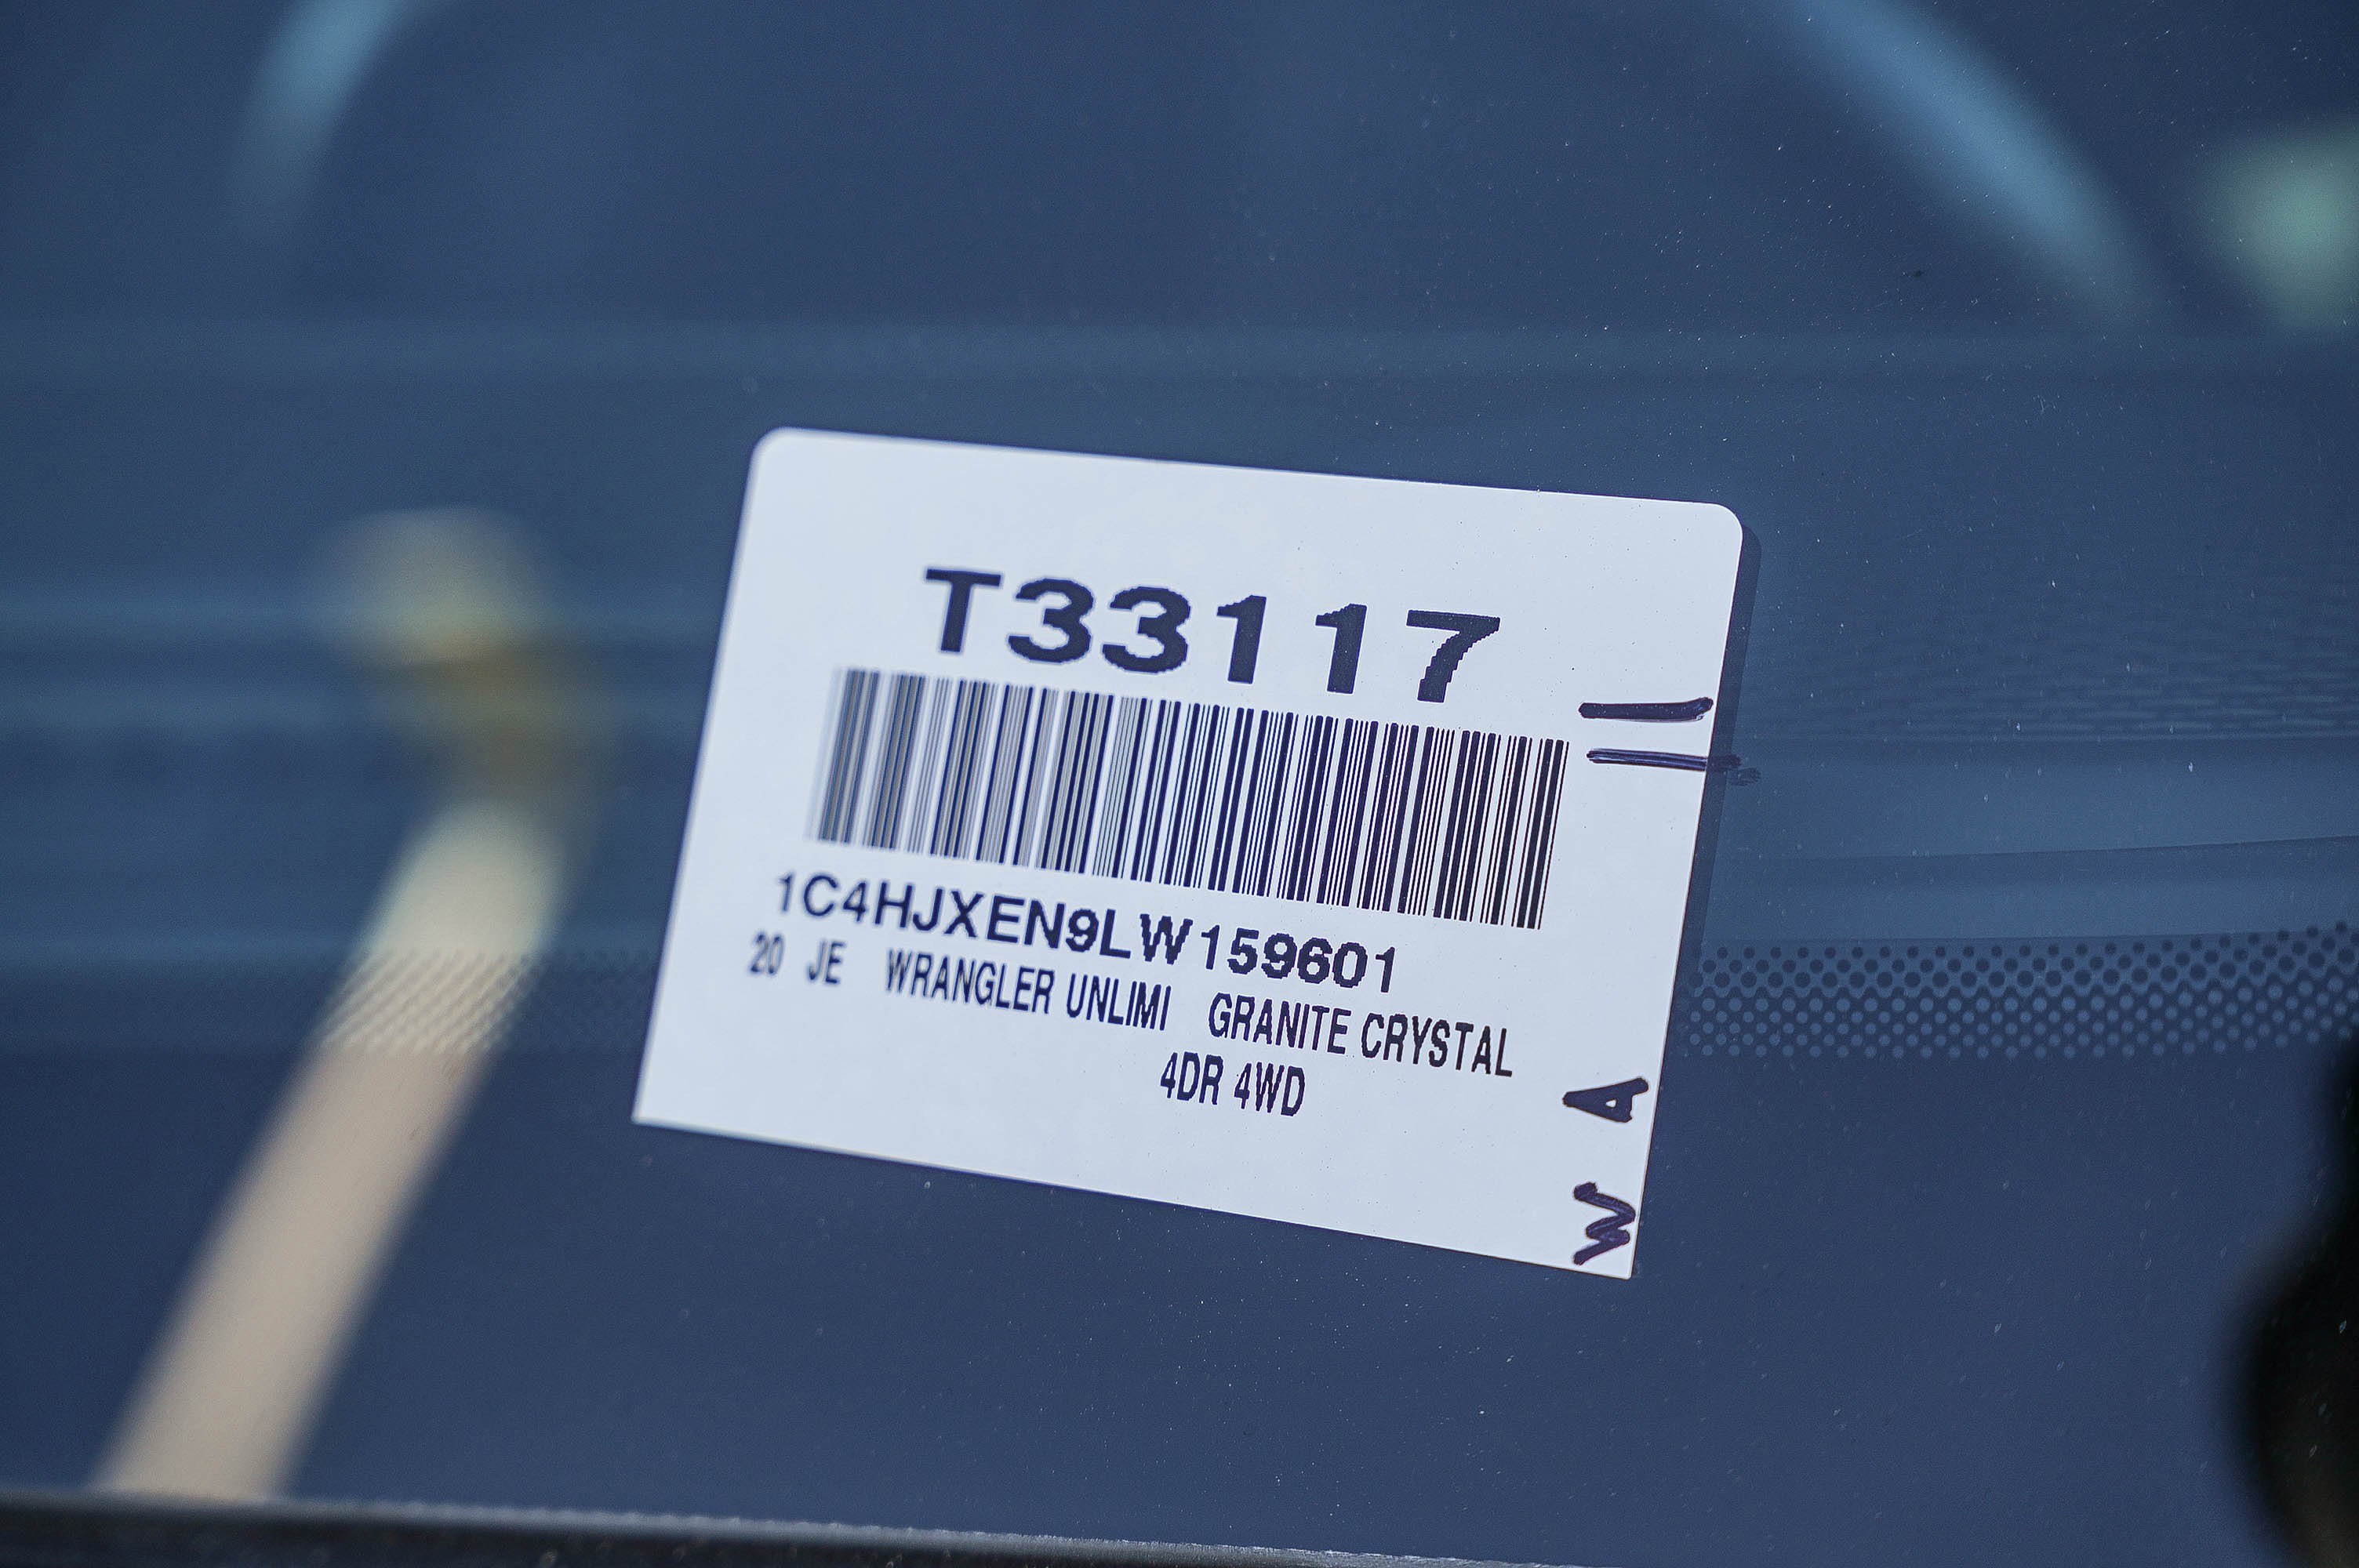 T33117
1C4HJXEN9LW159601
20 JE WRANGLER UNLIMI GRANITE CRYSTAL
4DR 4WD
W A